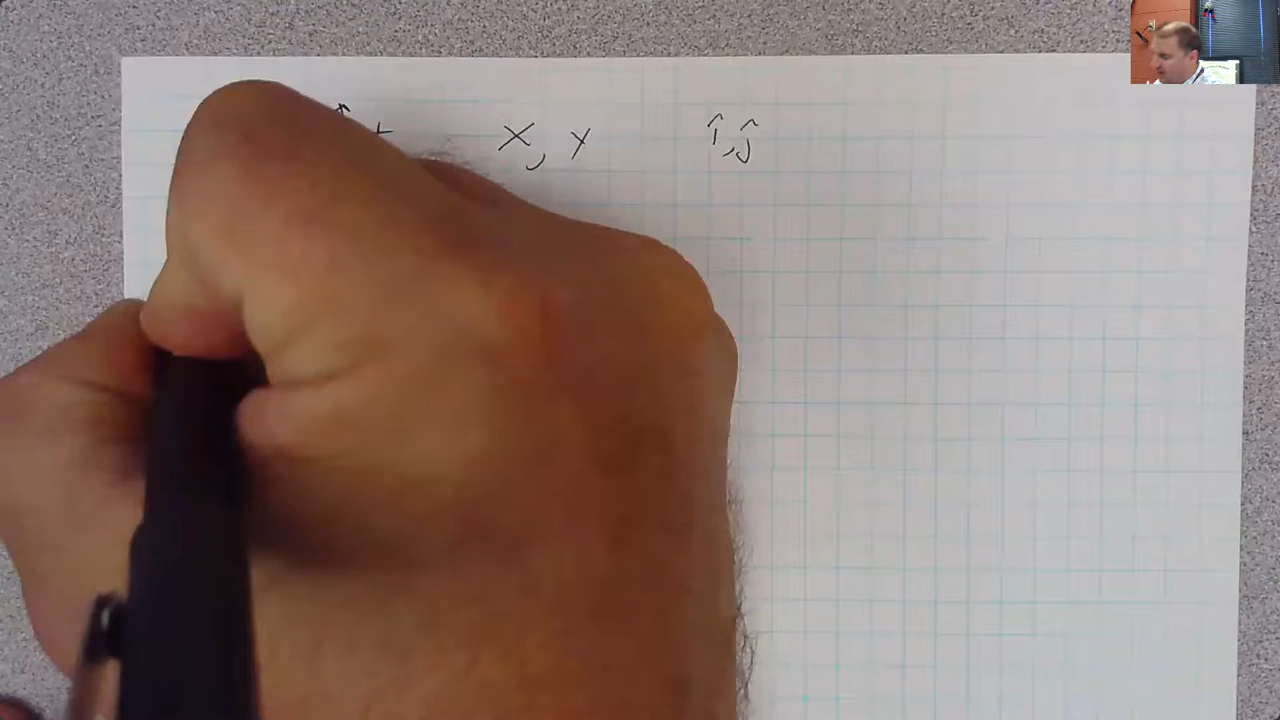 x, y î, ĵ